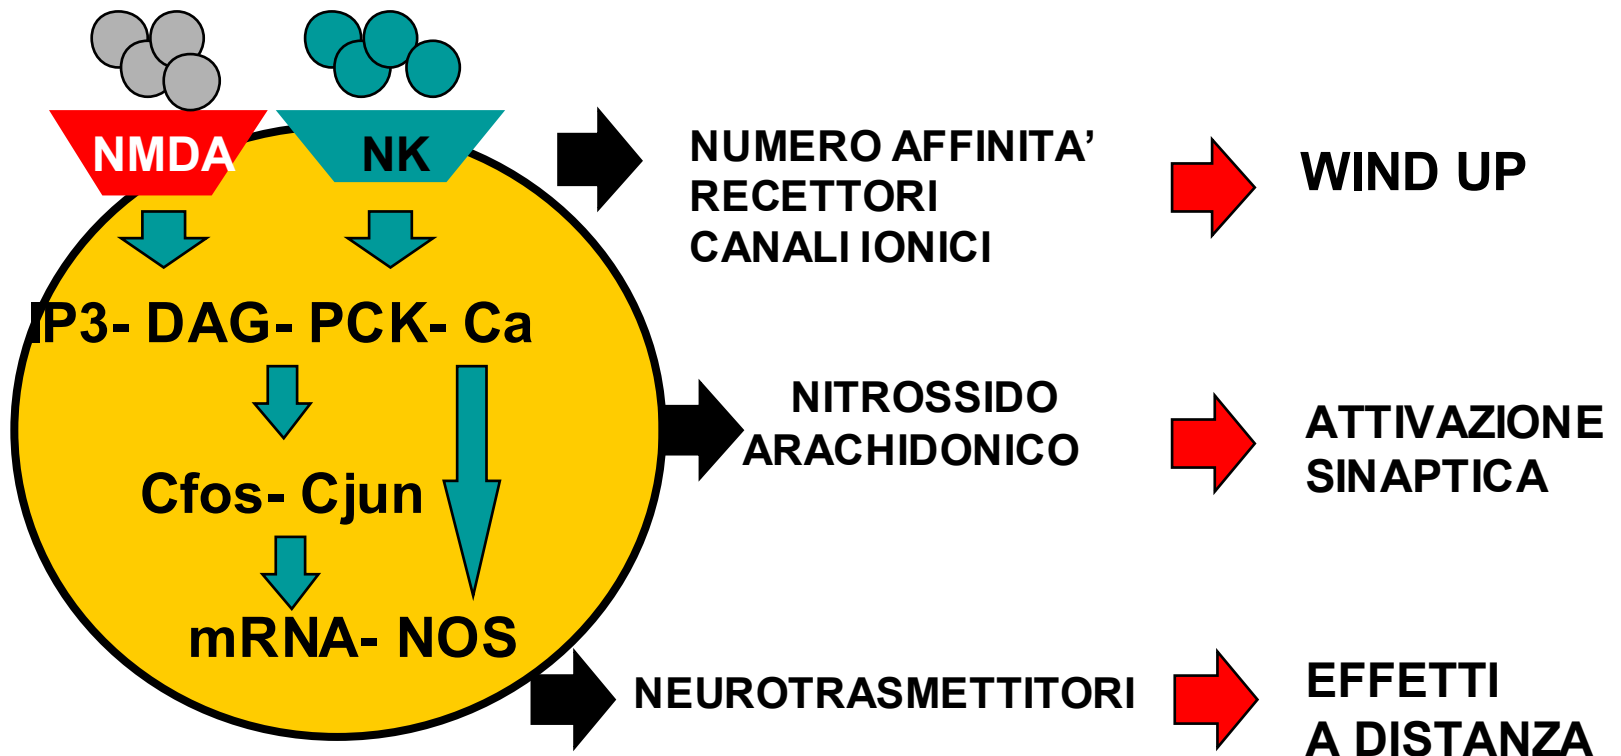 NMDA
NK
NUMERO AFFINITA’
RECETTORI
CANALI IONICI
WIND UP
IP3- DAG- PCK- Ca
NITROSSIDO
ARACHIDONICO
ATTIVAZIONE
SINAPTICA
Cfos- Cjun
mRNA- NOS
NEUROTRASMETTITORI
EFFETTI
A DISTANZA